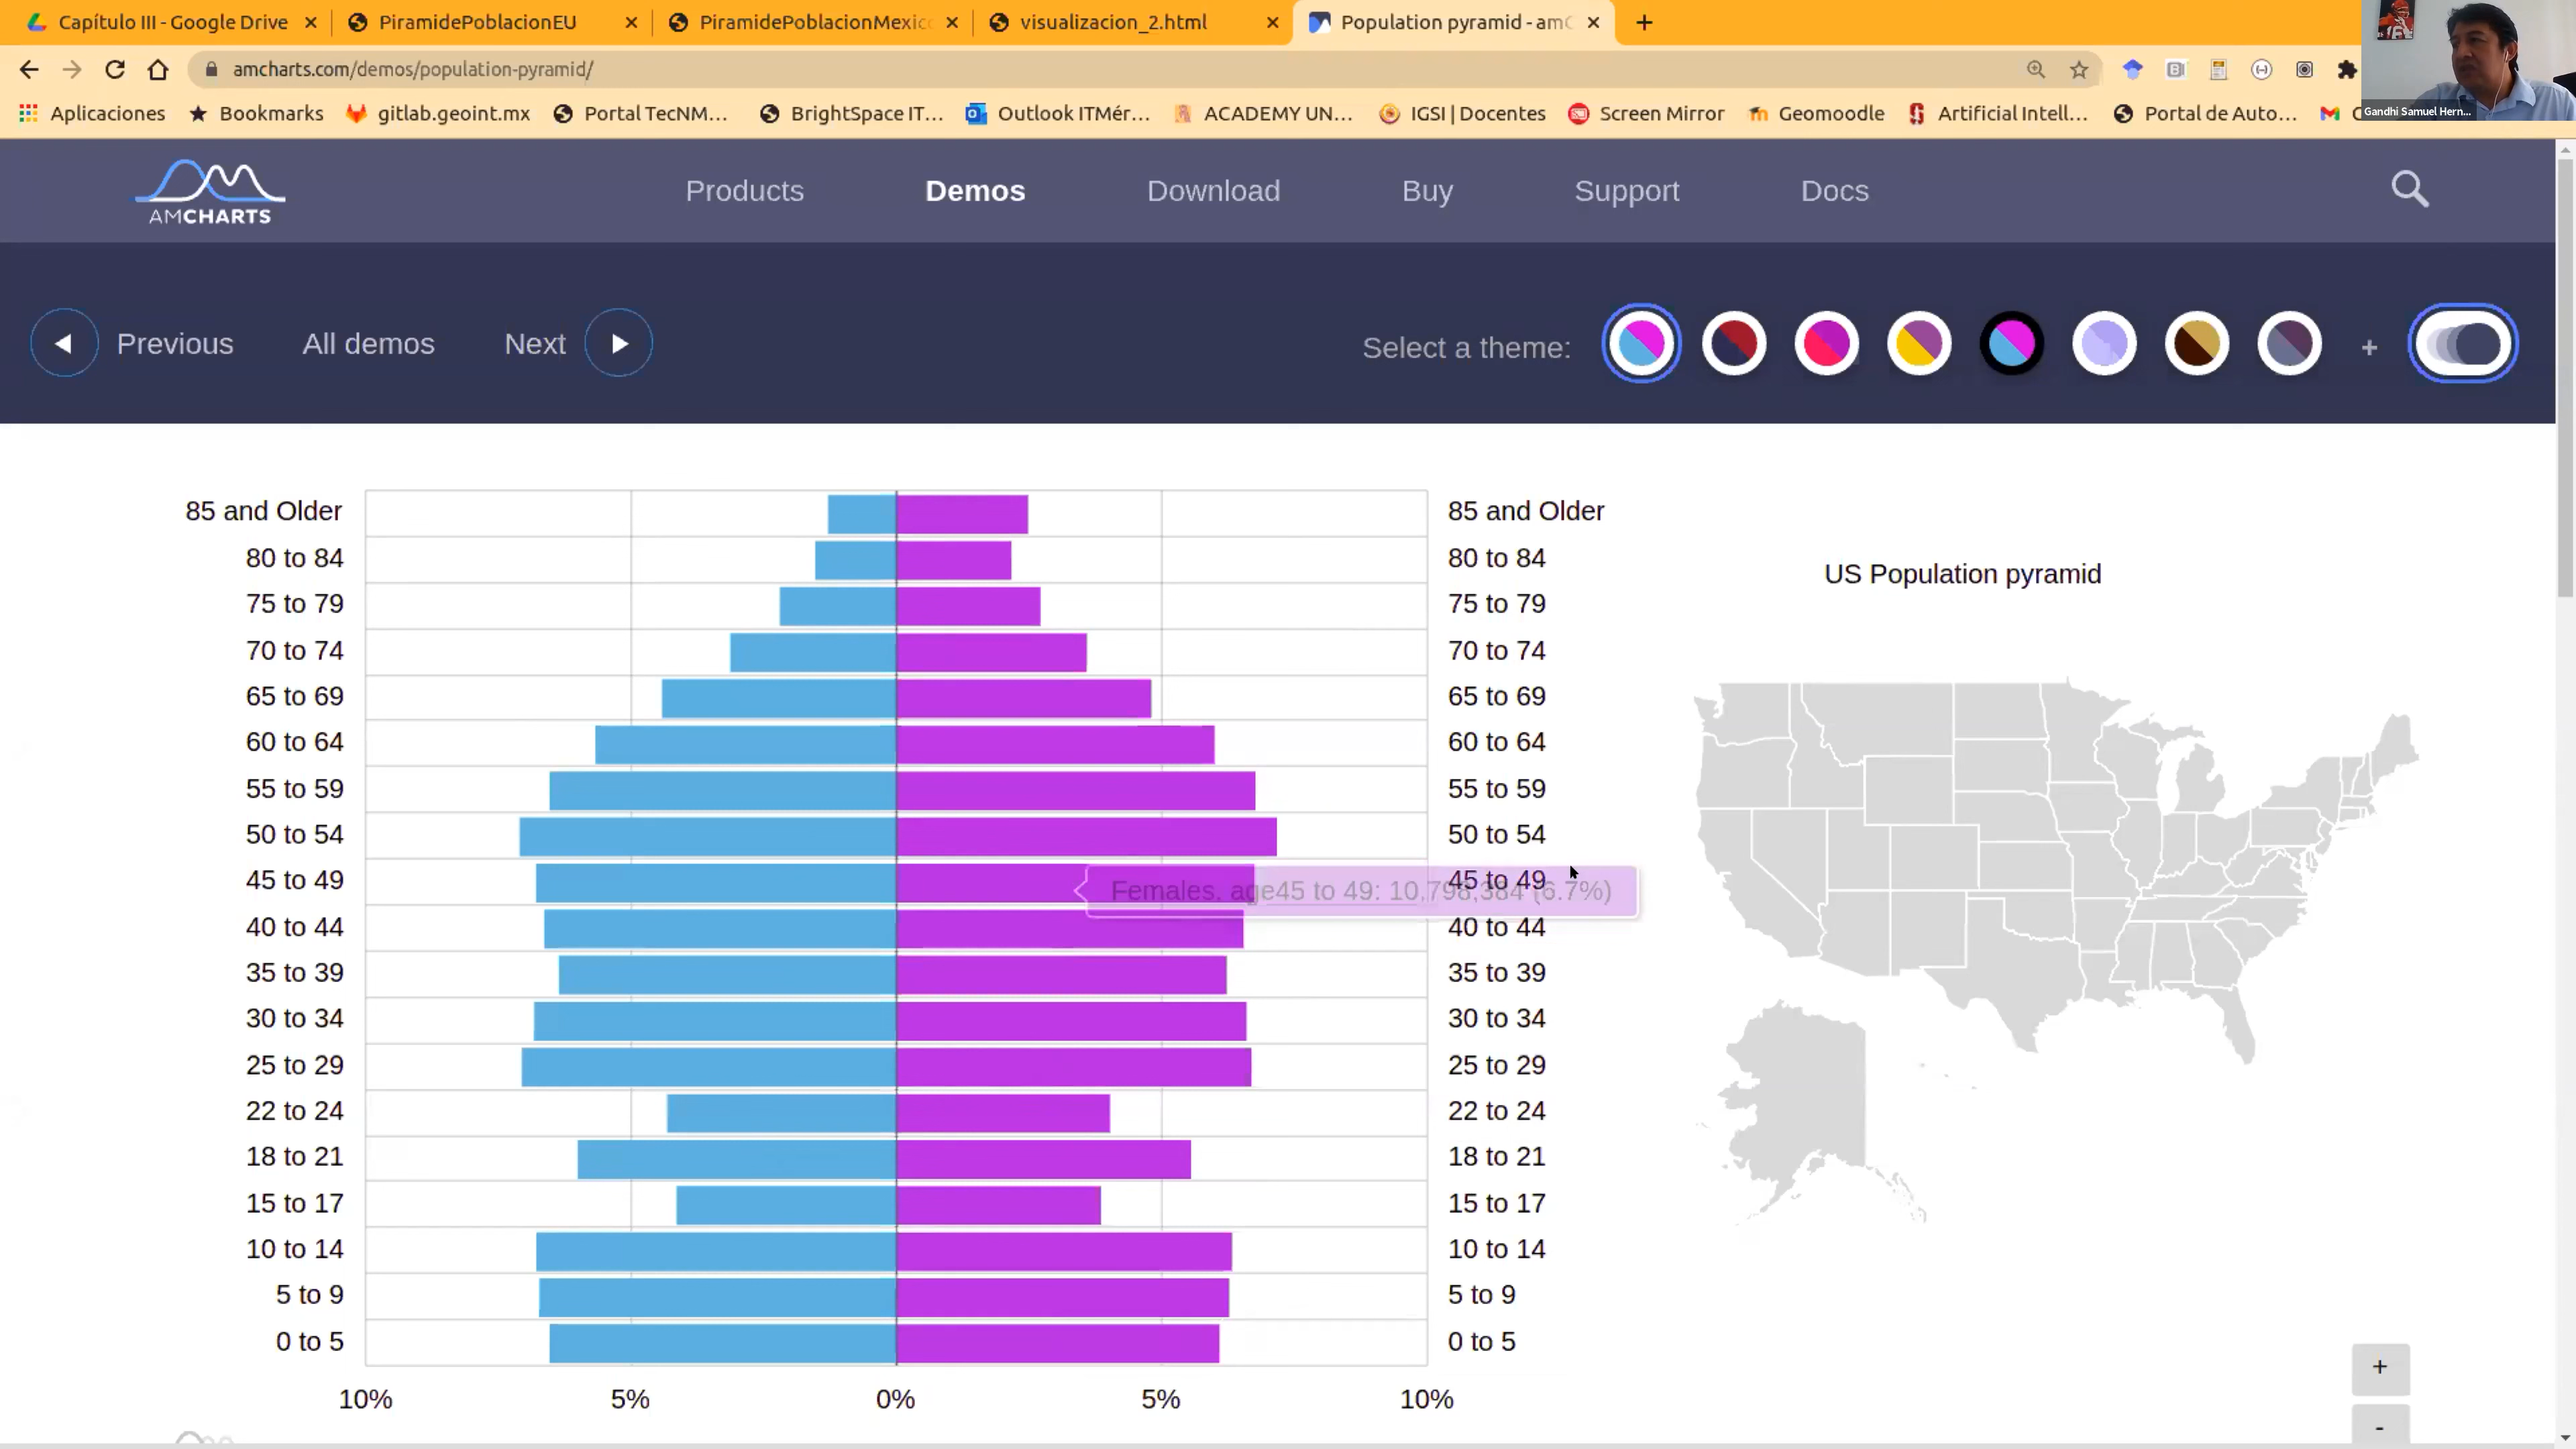 Capítulo III - Google Drive
PiramidePoblacionEU
PiramidePoblacionMexic
visualizacion_2.html
Population pyramid - am
amcharts.com/demos/population-pyramid/
Aplicaciones
Bookmarks
gitlab.geoint.mx
Portal TecNM...
BrightSpace IT...
Outlook ITMér...
ACADEMY UN...
IGSI | Docentes
Screen Mirror
Geomoodle
Artificial Intell...
Portal de Auto...
Gandhi Samuel Hern...
AMCHARTS
Products
Demos
Download
Buy
Support
Docs
Previous
All demos
Next
Select a theme:
+
85 and Older
85 and Older
80 to 84
80 to 84
US Population pyramid
75 to 79
75 to 79
70 to 74
70 to 74
65 to 69
65 to 69
60 to 64
60 to 64
55 to 59
55 to 59
50 to 54
50 to 54
45 to 49
45 to 49
Females, age45 to 49: 10,798,384 (6.7%)
40 to 44
40 to 44
35 to 39
35 to 39
30 to 34
30 to 34
25 to 29
25 to 29
22 to 24
22 to 24
18 to 21
18 to 21
15 to 17
15 to 17
10 to 14
10 to 14
5 to 9
5 to 9
0 to 5
0 to 5
+
10%
5%
0%
5%
10%
-